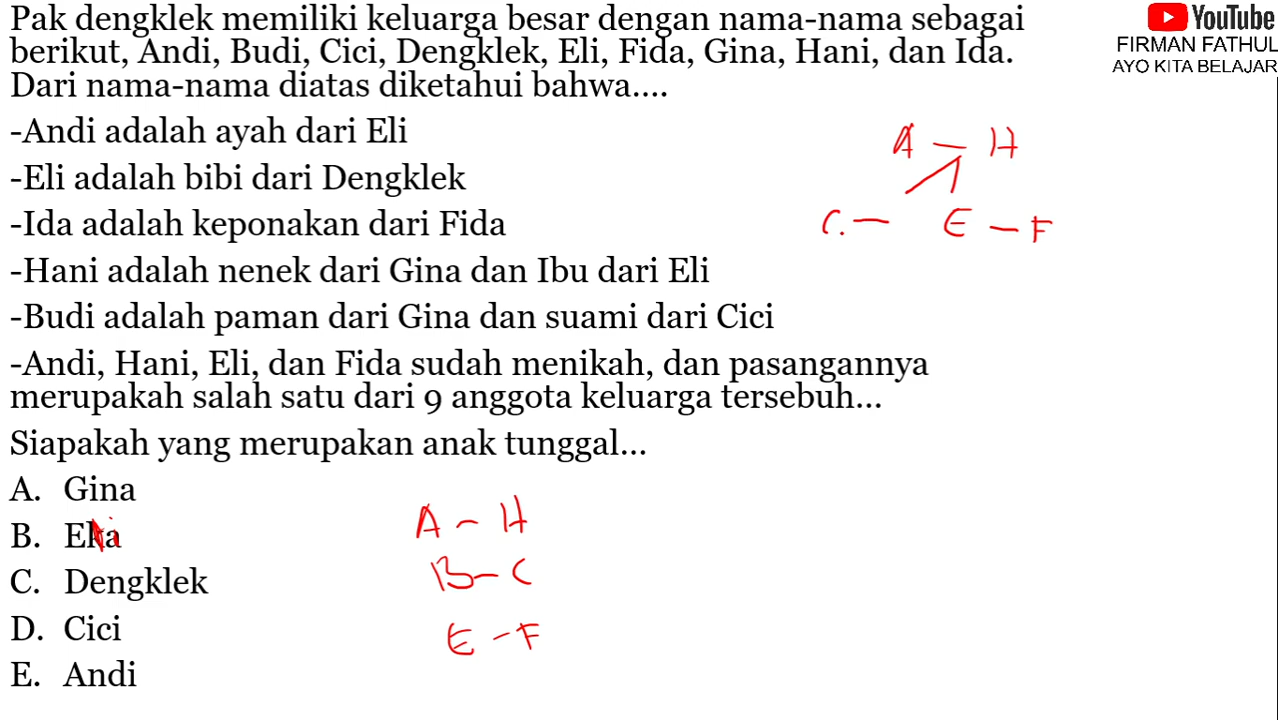 Pak dengklek memiliki keluarga besar dengan nama-nama sebagai
berikut, Andi, Budi, Cici, Dengklek, Eli, Fida, Gina, Hani, dan Ida.
Dari nama-nama diatas diketahui bahwa....
YouTube
FIRMAN FATHUL
AYO KITA BELAJAR
-Andi adalah ayah dari Eli
-Eli adalah bibi dari Dengklek
-Ida adalah keponakan dari Fida
-Hani adalah nenek dari Gina dan Ibu dari Eli
-Budi adalah paman dari Gina dan suami dari Cici
-Andi, Hani, Eli, dan Fida sudah menikah, dan pasangannya
merupakah salah satu dari 9 anggota keluarga tersebuh...
A - H
C. - E - F
Siapakah yang merupakan anak tunggal...
A. Gina
B. Eka
C. Dengklek
D. Cici
E. Andi
A - H
B - C
E - F